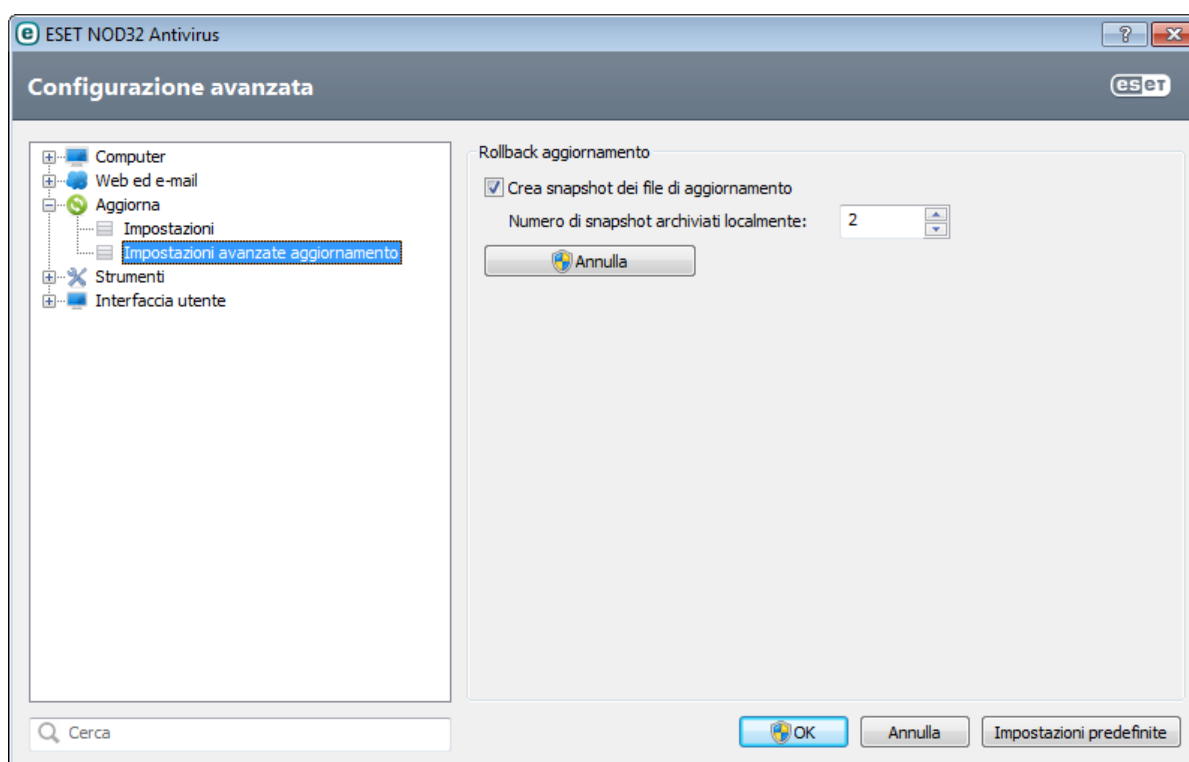 ESET NOD32 Antivirus
Configurazione avanzata
eset
Computer
Web ed e-mail
Aggiorna
Impostazioni
Impostazioni avanzate aggiornamento
Strumenti
Interfaccia utente
Rollback aggiornamento
Crea snapshot dei file di aggiornamento
Numero di snapshot archiviati localmente: 2
Annulla
Cerca
OK Annulla Impostazioni predefinite